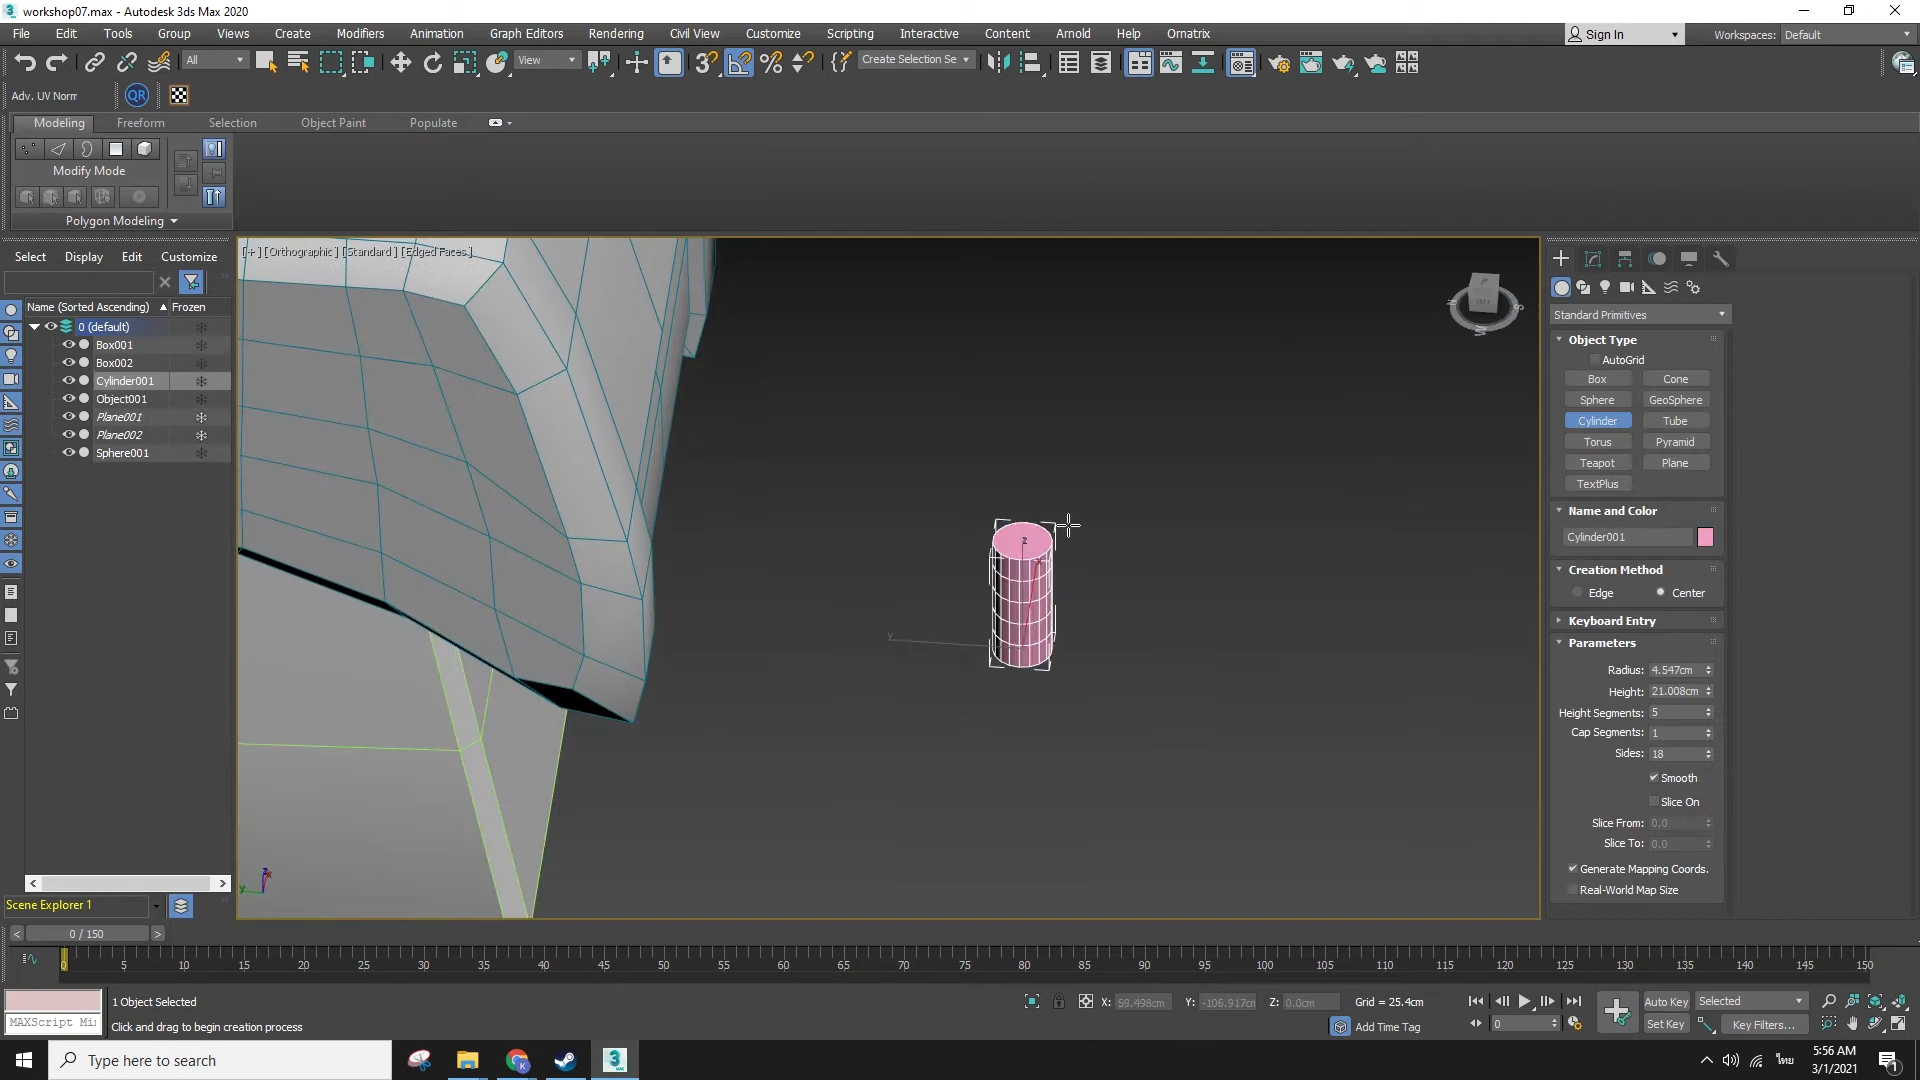 workshop07.max - Autodesk 3ds Max 2020
File Edit Tools Group Views Create Modifiers Animation Graph Editors Rendering Civil View Customize Scripting Interactive Content Arnold Help Ornatrix
Sign In Workspaces: Default
All View Create Selection Se
Adv. UV Norm QR
Modeling Freeform Selection Object Paint Populate
Modify Mode
Polygon Modeling
Select Display Edit Customize
Name (Sorted Ascending) Frozen
0 (default)
Box001
Box002
Cylinder001
Object001
Plane001
Plane002
Sphere001
Scene Explorer 1
[+] [Orthographic] [Standard] [Edged Faces]
Standard Primitives
Object Type
AutoGrid
Box Cone
Sphere GeoSphere
Cylinder Tube
Torus Pyramid
Teapot Plane
TextPlus
Name and Color
Cylinder001
Creation Method
Edge Center
Keyboard Entry
Parameters
Radius: 4.547cm
Height: 21.008cm
Height Segments: 5
Cap Segments: 1
Sides: 18
Smooth
Slice On
Slice From: 0.0
Slice To: 0.0
Generate Mapping Coords.
Real-World Map Size
z
y
< 0 / 150 >
0 5 10 15 20 25 30 35 40 45 50 55 60 65 70 75 80 85 90 95 100 105 110 115 120 125 130 135 140 145 150
1 Object Selected
X: 59.498cm Y: -106.917cm Z: 0.0cm Grid = 25.4cm
Auto Key Selected
MAXScript Mi
Click and drag to begin creation process
Add Time Tag
0
Set Key Key Filters...
Type here to search
ไทย
5:56 AM
3/1/2021
1